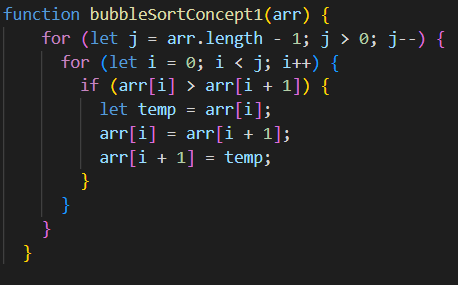 function bubbleSortConcept1(arr) {
    for (let j = arr.length - 1; j > 0; j--) {
      for (let i = 0; i < j; i++) {
        if (arr[i] > arr[i + 1]) {
          let temp = arr[i];
          arr[i] = arr[i + 1];
          arr[i + 1] = temp;
        }
      }
    }
  }